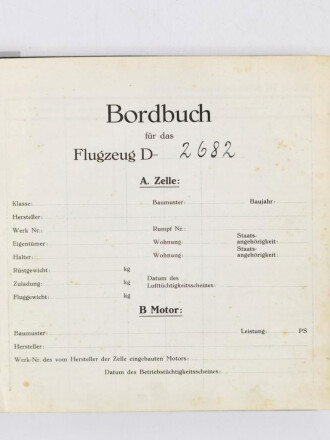 Bordbuch
für das
Flugzeug D- 2682
A. Zelle:
Klasse: Baumuster: Baujahr:
Hersteller:
Werk Nr.: Rumpf Nr.: Staats-
Eigentümer: Wohnung: angehörigkeit:
Staats-
Halter: Wohnung: angehörigkeit:
Rüstgewicht: kg
Zuladung: kg Datum des
Luftüchtigkeitsscheines:
Fluggewicht: kg
B Motor:
Baumuster: Leistung: PS
Hersteller:
Werk-Nr. des vom Hersteller der Zelle eingebauten Motors:
Datum des Betriebstüchtigkeitsscheines: